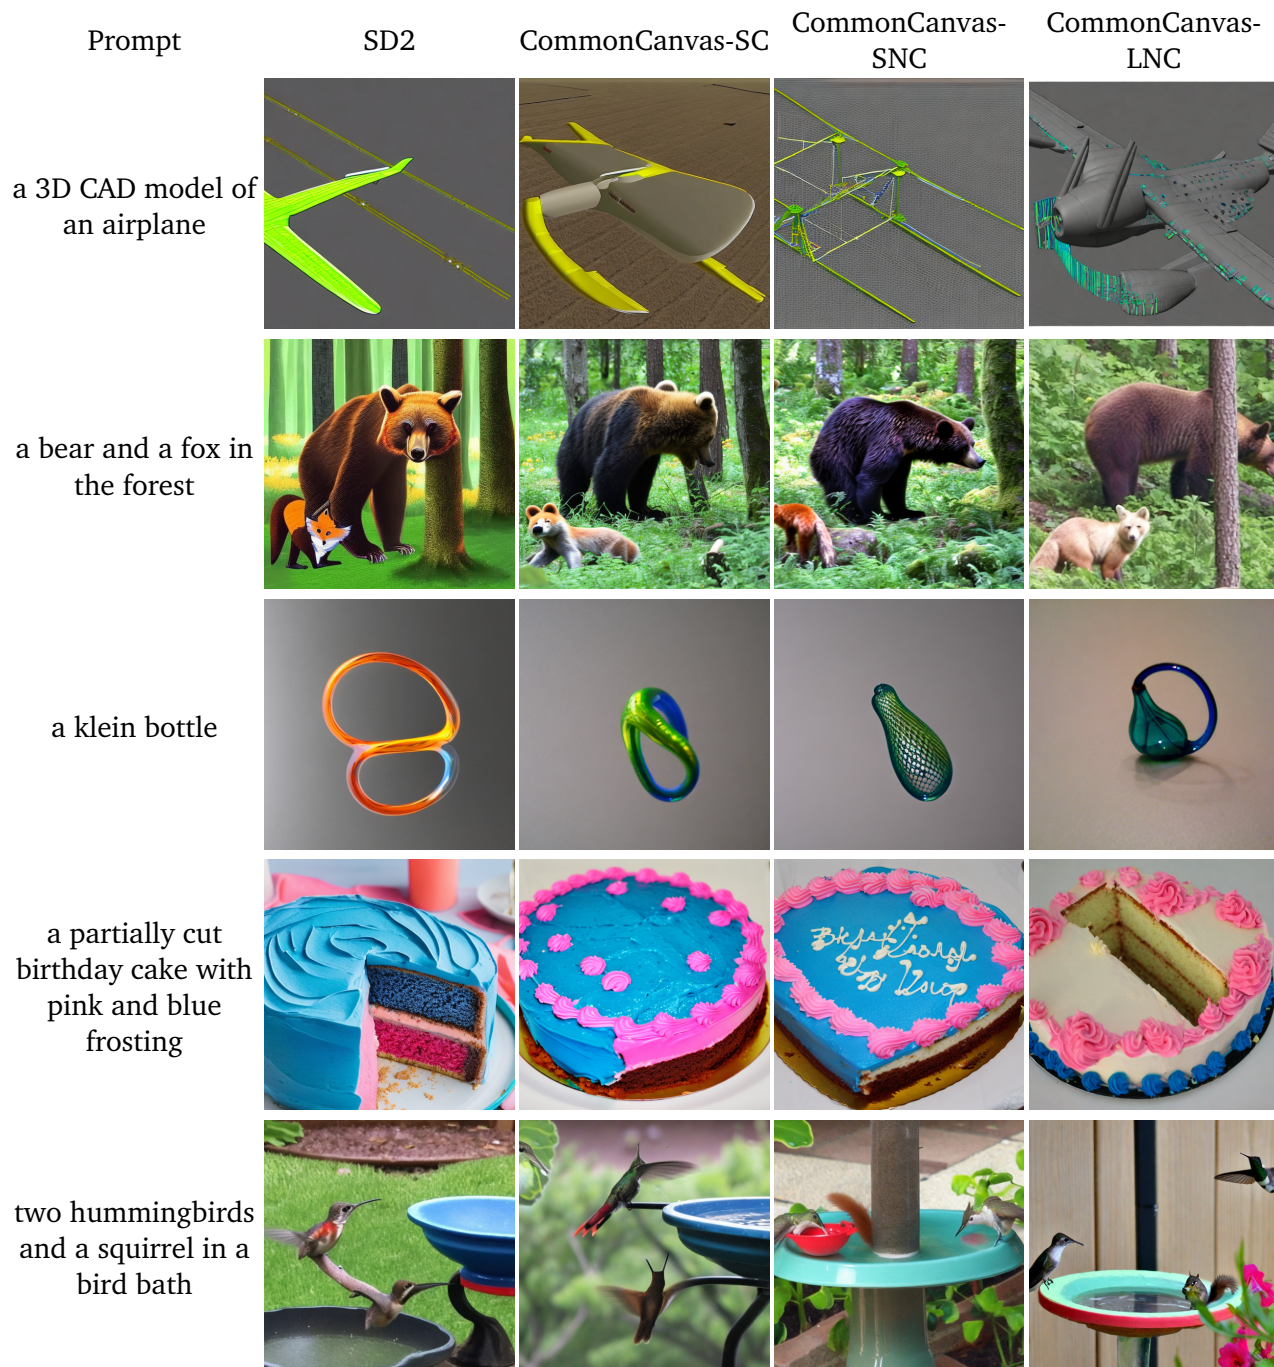 Prompt
SD2
CommonCanvas-SC
CommonCanvas-
SNC
CommonCanvas-
LNC
a 3D CAD model of
an airplane
a bear and a fox in
the forest
a klein bottle
a partially cut
birthday cake with
pink and blue
frosting
two hummingbirds
and a squirrel in a
bird bath